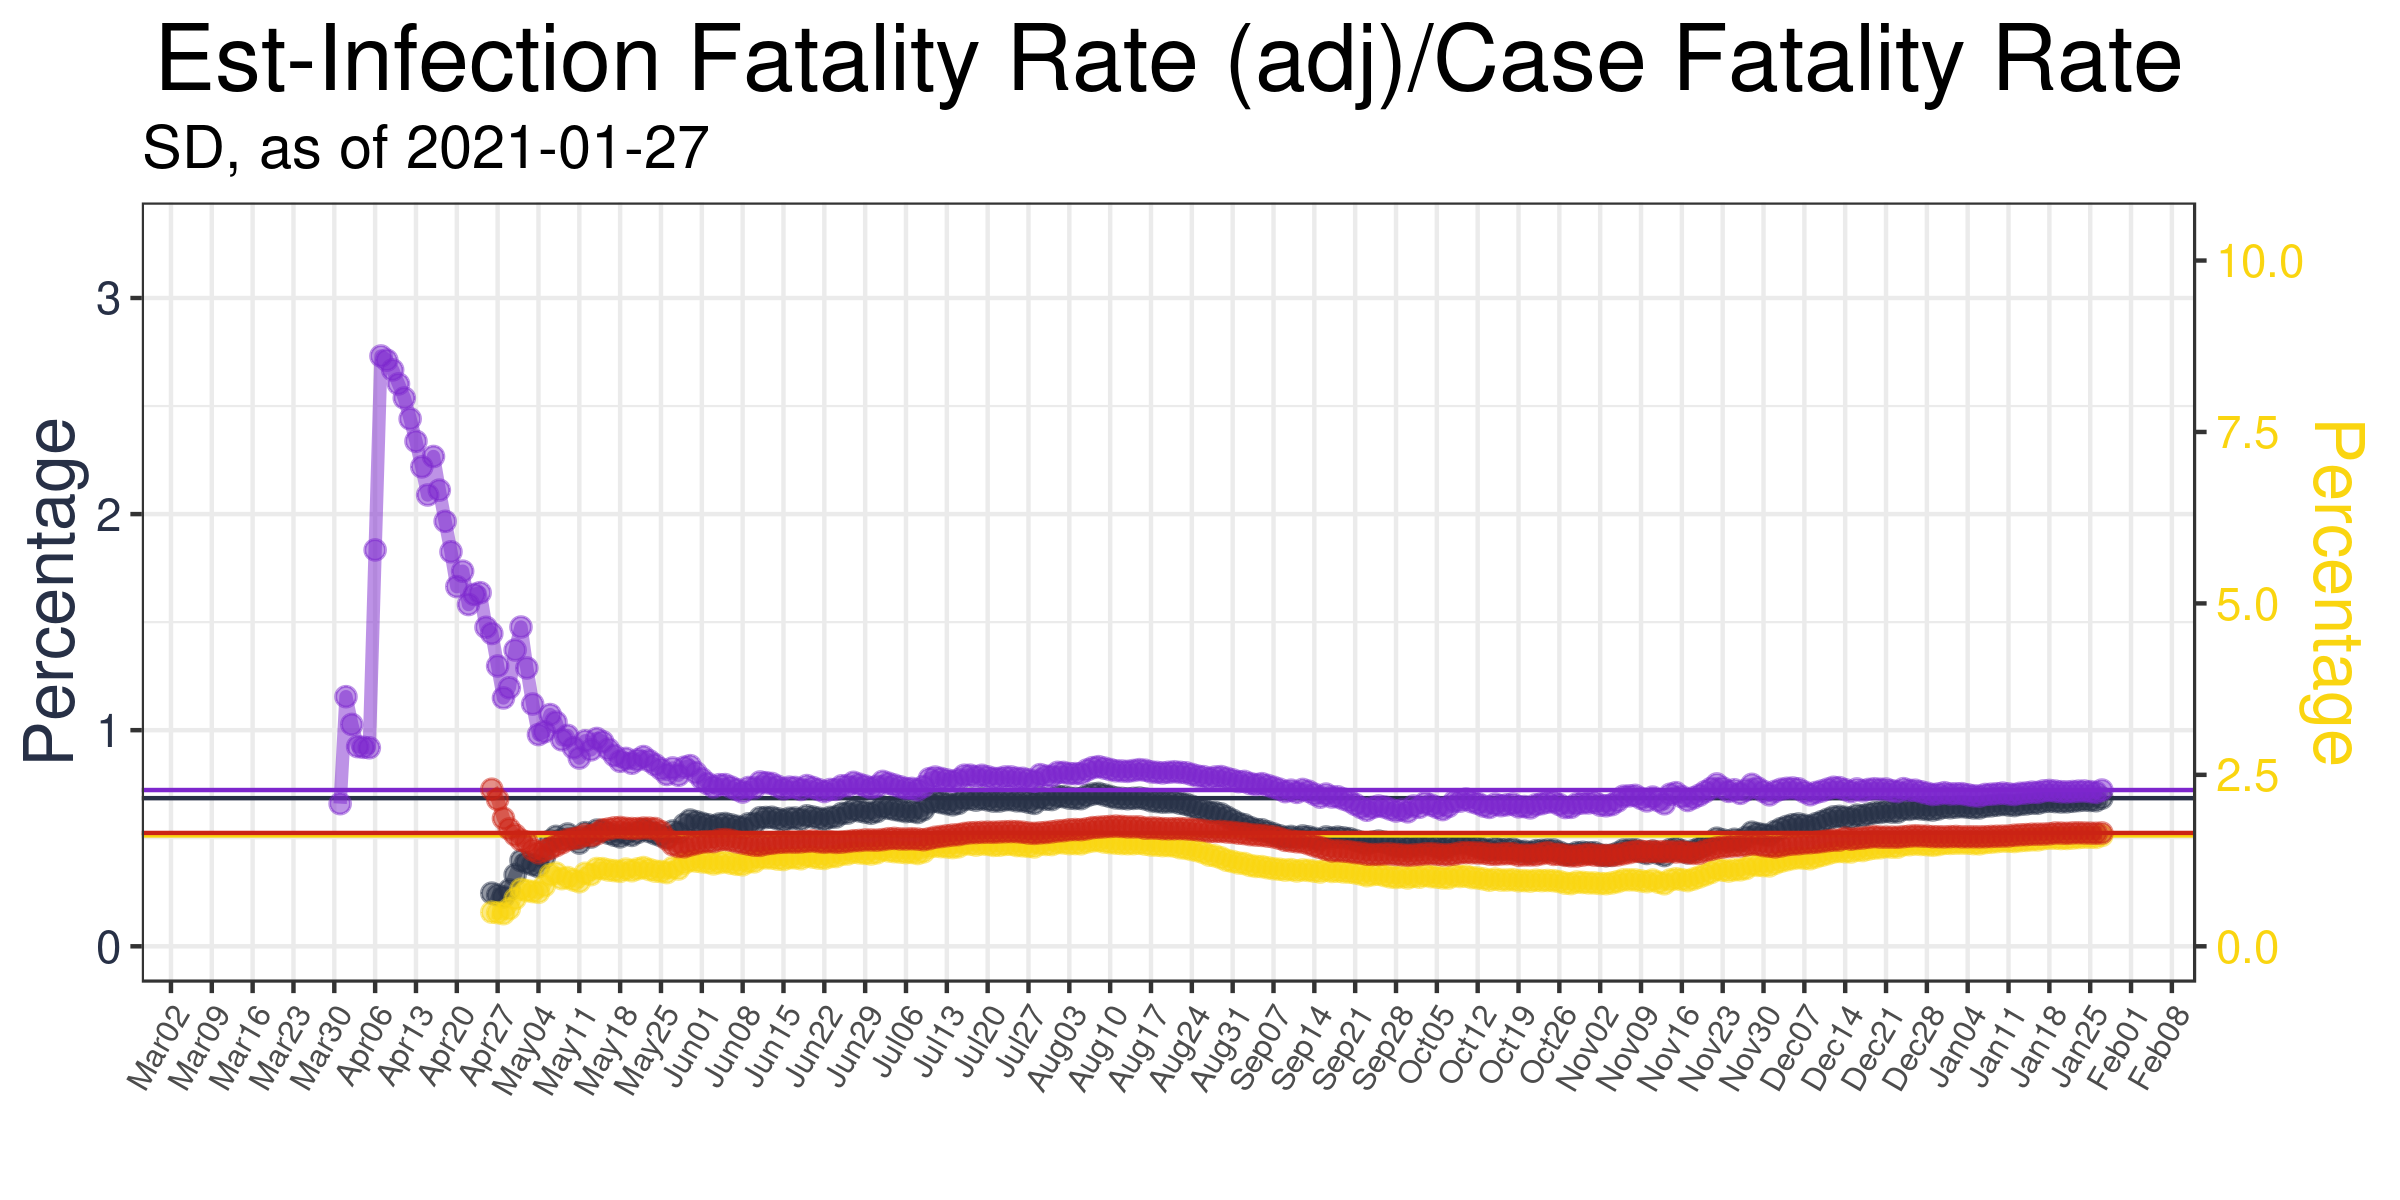 Est-Infection Fatality Rate (adj)/Case Fatality Rate
SD, as of 2021-01-27
Percentage
3
2
1
0
10.0
7.5
5.0
2.5
0.0
Percentage
Mar02
Mar09
Mar16
Mar23
Mar30
Apr06
Apr13
Apr20
Apr27
May04
May11
May18
May25
Jun01
Jun08
Jun15
Jun22
Jun29
Jul06
Jul13
Jul20
Jul27
Aug03
Aug10
Aug17
Aug24
Aug31
Sep07
Sep14
Sep21
Sep28
Oct05
Oct12
Oct19
Oct26
Nov02
Nov09
Nov16
Nov23
Nov30
Dec07
Dec14
Dec21
Dec28
Dec04
Jan11
Jan18
Jan25
Feb01
Feb08